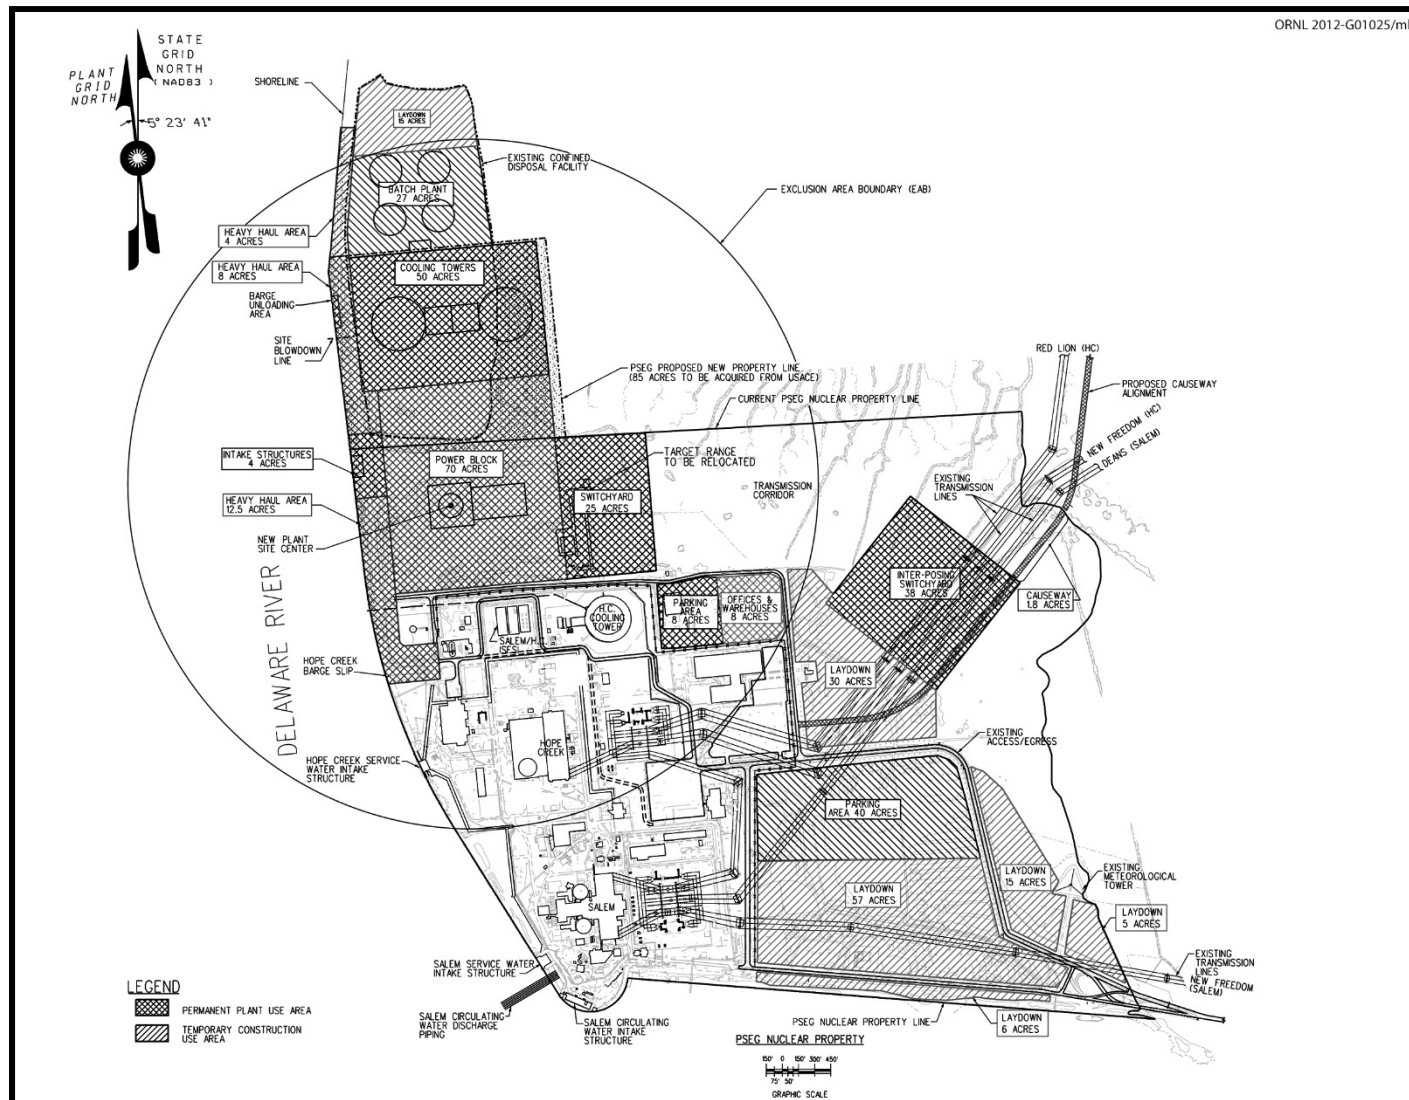 ORNL 2012-G01025/ml
STATE
GRID
NORTH
( NAD83 )
PLANT
GRID
NORTH
5° 23' 41"
SHORELINE
LAYDOWN
15 ACRES
EXISTING CONFINED
DISPOSAL FACILITY
BATCH PLANT
27 ACRES
EXCLUSION AREA BOUNDARY (EAB)
HEAVY HAUL AREA
4 ACRES
HEAVY HAUL AREA
8 ACRES
COOLING TOWERS
50 ACRES
BARGE
UNLOADING
AREA
SITE
BLOWDOWN
LINE
RED LION (HC)
PSEG PROPOSED NEW PROPERTY LINE
(85 ACRES TO BE ACQUIRED FROM USACE)
PROPOSED CAUSEWAY
ALIGNMENT
CURRENT PSEG NUCLEAR PROPERTY LINE
NEW FREEDOM (HC)
DEANS (SALEM)
INTAKE STRUCTURES
4 ACRES
POWER BLOCK
70 ACRES
TARGET RANGE
TO BE RELOCATED
EXISTING
TRANSMISSION
LINES
TRANSMISSION
CORRIDOR
HEAVY HAUL AREA
12.5 ACRES
SWITCHYARD
25 ACRES
NEW PLANT
SITE CENTER
INTER-POSING
SWITCHYARD
38 ACRES
CAUSEWAY
1.8 ACRES
DELAWARE RIVER
H.C.
COOLING
TOWER
PARKING
AREA
8 ACRES
OFFICES &
WAREHOUSES
8 ACRES
SALEM/H.C.
ISFSI
HOPE CREEK
BARGE SLIP
LAYDOWN
30 ACRES
EXISTING
ACCESS/EGRESS
HOPE
CREEK
HOPE CREEK SERVICE
WATER INTAKE
STRUCTURE
PARKING
AREA 40 ACRES
LAYDOWN
15 ACRES
EXISTING
METEOROLOGICAL
TOWER
LAYDOWN
57 ACRES
SALEM
LAYDOWN
5 ACRES
EXISTING
TRANSMISSION
LINES
NEW FREEDOM
(SALEM)
SALEM SERVICE WATER
INTAKE STRUCTURE
LEGEND
PERMANENT PLANT USE AREA
TEMPORARY CONSTRUCTION
USE AREA
SALEM CIRCULATING
WATER DISCHARGE
PIPING
SALEM CIRCULATING
WATER INTAKE
STRUCTURE
PSEG NUCLEAR PROPERTY LINE
LAYDOWN
6 ACRES
PSEG NUCLEAR PROPERTY
150' 0 150' 300' 450'
75' 50'
GRAPHIC SCALE